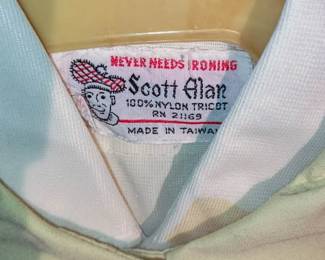 NEVER NEEDS IRONING
Scott Alan
100% NYLON TRICOT
RN 21169
MADE IN TAIWAN